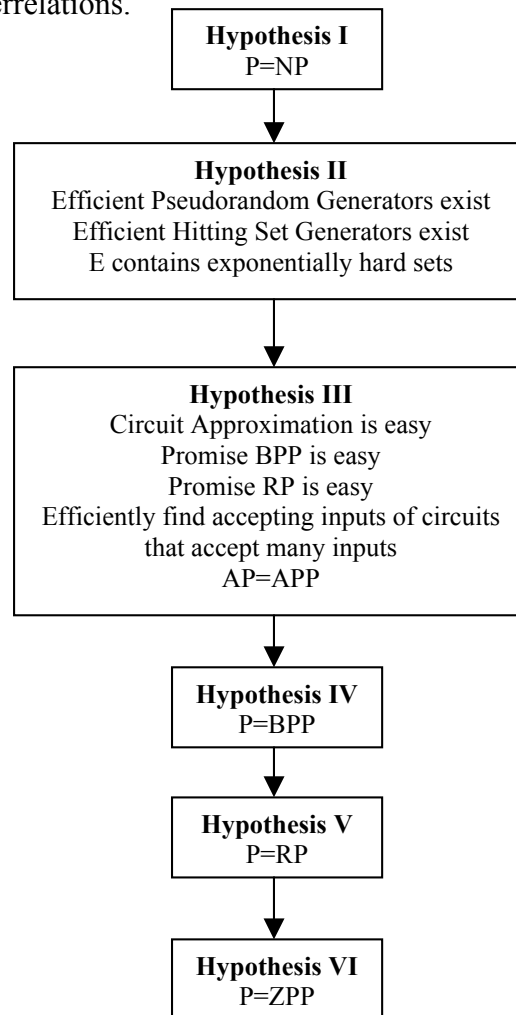 errelations.
Hypothesis I
P=NP
Hypothesis II
Efficient Pseudorandom Generators exist
Efficient Hitting Set Generators exist
E contains exponentially hard sets
Hypothesis III
Circuit Approximation is easy
Promise BPP is easy
Promise RP is easy
Efficiently find accepting inputs of circuits
that accept many inputs
AP=APP
Hypothesis IV
P=BPP
Hypothesis V
P=RP
Hypothesis VI
P=ZPP